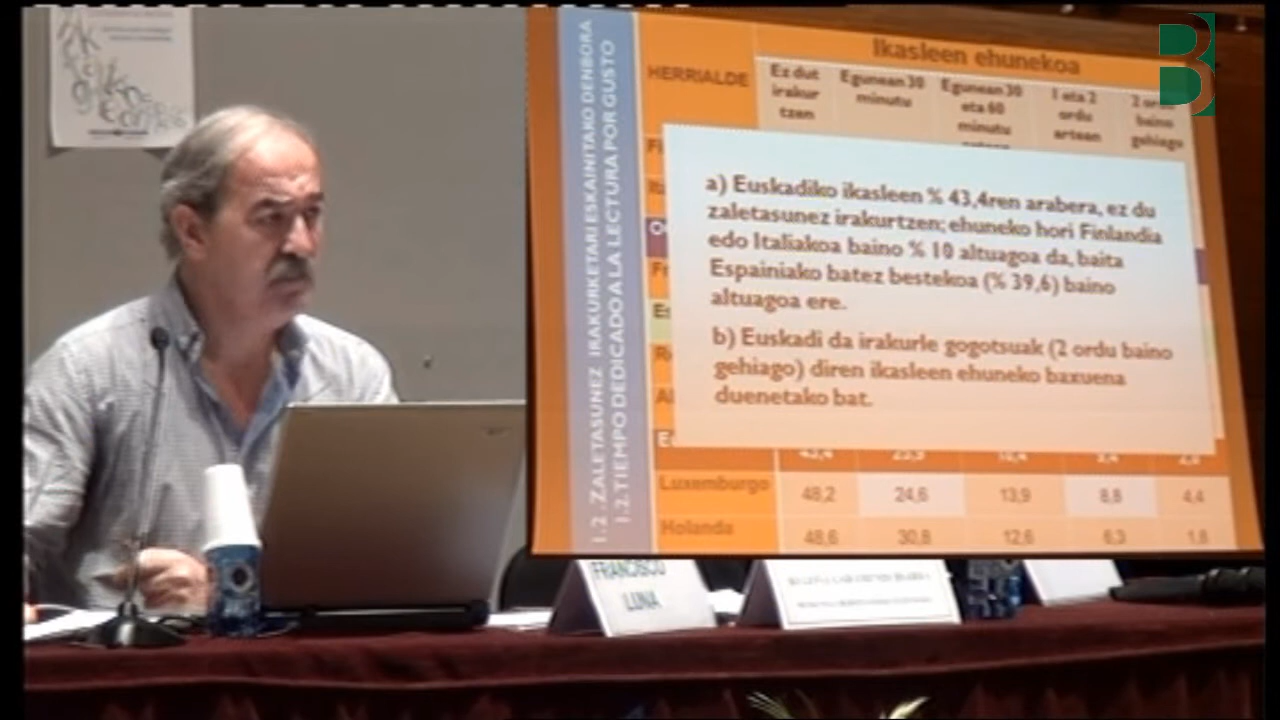 1.2. ZALETASUNEZ IRAKURKETARI ESKAINITAKO DENBORA
1.2. TIEMPO DEDICADO A LA LECTURA POR GUSTO
HERRIALDE
Ikasleen ehunekoa
Ez dut
irakur
tzen
Egunean 30
minutu
Egunean 30
eta 60
minutu
1 eta 2
ordu
artean
2 ordu
baino
gehiago
a) Euskadiko ikasleen % 43,4ren arabera, ez du
zaletasunez irakurtzen; ehuneko hori Finlandia
edo Italiakoa baino % 10 altuagoa da, baita
Espainiako batez bestekoa (% 39,6) baino
altuagoa ere.
b) Euskadi da irakurle gogotsuak (2 ordu baino
gehiago) diren ikasleen ehuneko baxuena
duenetako bat.
Luxemburgo 48,2 24,6 13,9 8,8 4,4
Holanda 48,6 30,8 12,6 6,3 1,8
FRANCISCO
LUNA
B